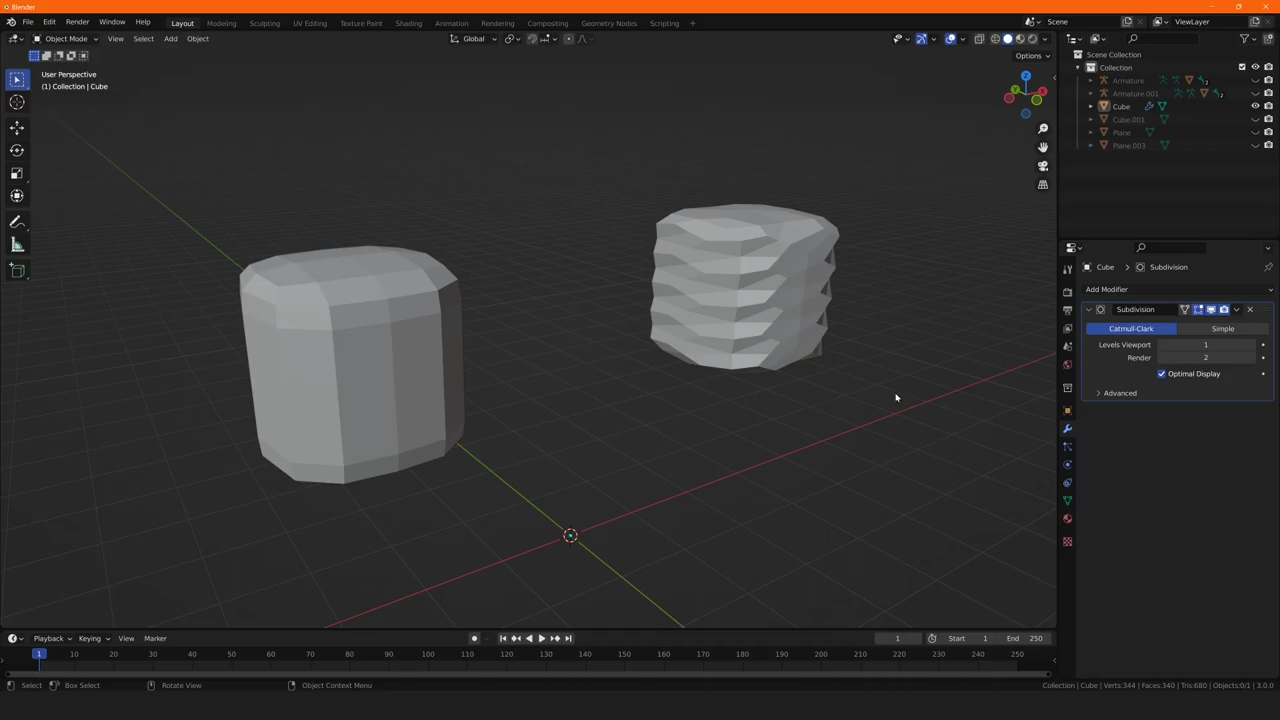 Blender
File Edit Render Window Help Layout Modeling Sculpting UV Editing Texture Paint Shading Animation Rendering Compositing Geometry Nodes Scripting + Scene ViewLayer
Object Mode View Select Add Object Global
Options
User Perspective
(1) Collection | Cube
Z
Y
X
Scene Collection
Collection
Armature 2
Armature.001 2
Cube
Cube.001
Plane
Plane.003
Cube > Subdivision
Add Modifier
Subdivision
Catmull-Clark Simple
Levels Viewport 1
Render 2
Optimal Display
Advanced
Playback Keying View Marker 1 Start 1 End 250
1 10 20 30 40 50 60 70 80 90 100 110 120 130 140 150 160 170 180 190 200 210 220 230 240 250
Select Box Select Rotate View Object Context Menu Collection | Cube | Verts:344 | Faces:340 | Tris:680 | Objects:0/1 | 3.0.0